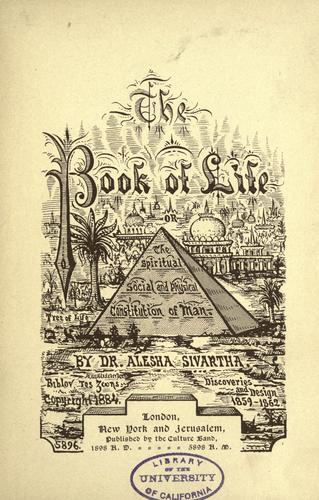 The
Book of Life
OR
The
spiritual
Social and Physical
Constitution of Man
Tree of Life
BY DR. ALESHA SIVARTHA
Biblov Tes Zoons.
Discoveries
and Design
Copyright 1884.
1859-1862
5896.
London,
New York and Jerusalem,
Published by the Culture Band,
1898 R. D. 5898 R. M.
LIBRARY
OF THE
UNIVERSITY
OF CALIFORNIA